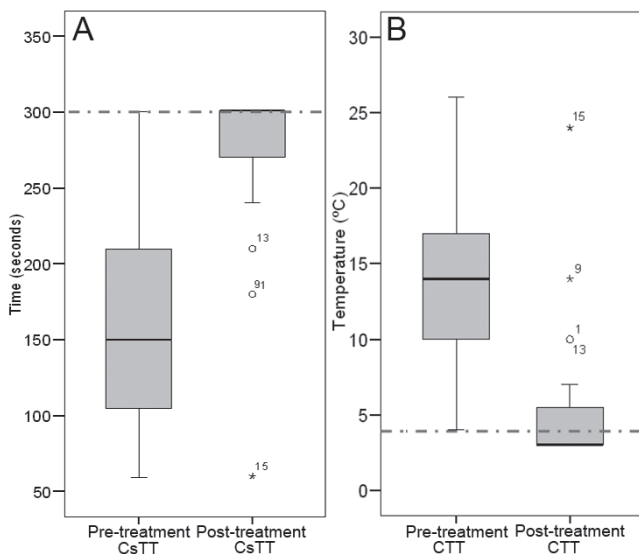 A
Time (seconds)
350
300
250
200
150
100
50
13
91
15
Pre-treatment
CsTT
Post-treatment
CsTT
B
Temperature (ºC)
30
25
20
15
10
5
0
15
9
1
13
Pre-treatment
CTT
Post-treatment
CTT